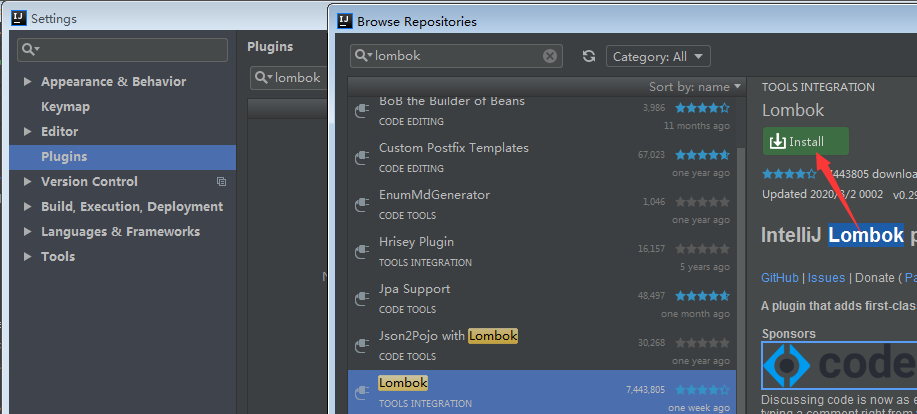 Settings
Appearance & Behavior
Keymap
Editor
Plugins
Version Control
Build, Execution, Deployment
Languages & Frameworks
Tools
Plugins
lombok
Browse Repositories
lombok
Category: All
Sort by: name
BoB the Builder of Beans 3,986
CODE EDITING 11 months ago
Custom Postfix Templates 67,023
CODE EDITING one year ago
EnumMdGenerator 1,046
CODE TOOLS one year ago
Hrisey Plugin 16,157
TOOLS INTEGRATION 5 years ago
Jpa Support 48,497
CODE TOOLS one month ago
Json2Pojo with Lombok 30,268
CODE TOOLS one year ago
Lombok 7,443,805
TOOLS INTEGRATION one week ago
TOOLS INTEGRATION
Lombok
Install
7443805 downloa
Updated 2020/3/2 0002 v0.29
IntelliJ Lombok p
GitHub | Issues | Donate ( Pa
A plugin that adds first-clas
Sponsors
code
Discussing code is now as e
typing a comment right from